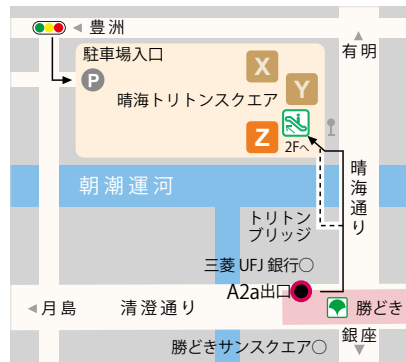 ◀豊洲
駐車場入口
P
有明
X
晴海トリトンスクエア
Y
Z
2Fへ
朝潮運河
晴海通り
トリトン
ブリッジ
三菱UFJ銀行○
A2a出口
◀月島
清澄通り
勝どき
勝どきサンスクエア○
銀座